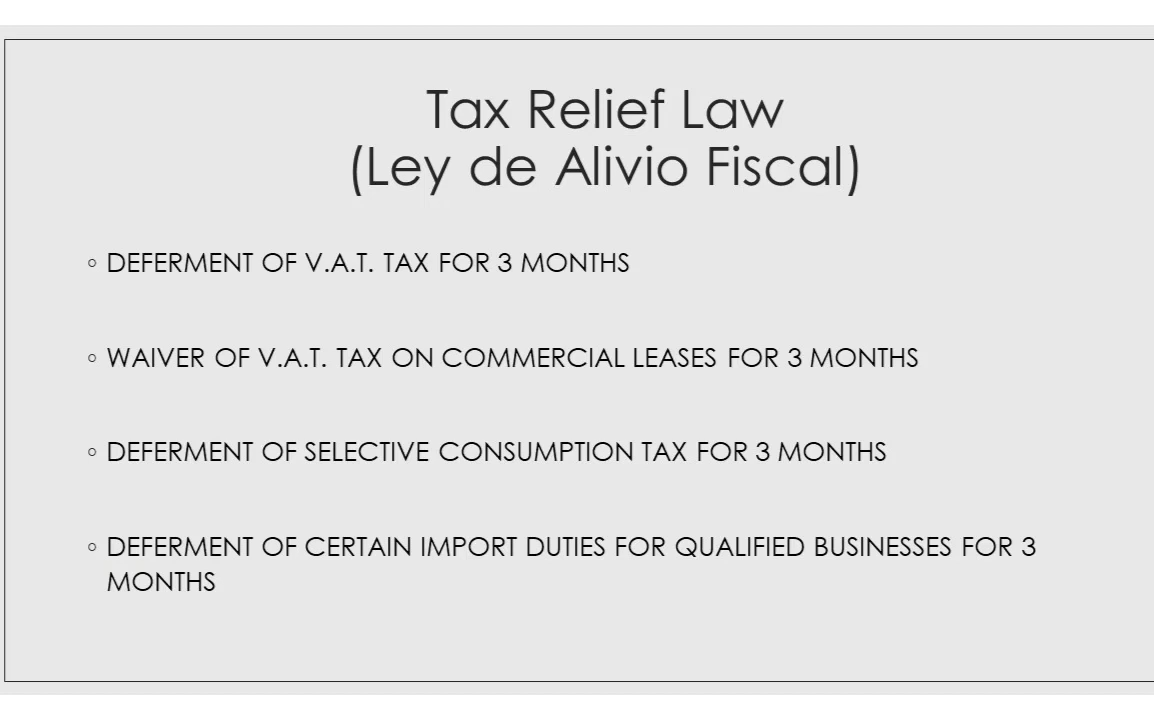 Tax Relief Law
(Ley de Alivio Fiscal)
◦ DEFERMENT OF V.A.T. TAX FOR 3 MONTHS
◦ WAIVER OF V.A.T. TAX ON COMMERCIAL LEASES FOR 3 MONTHS
◦ DEFERMENT OF SELECTIVE CONSUMPTION TAX FOR 3 MONTHS
◦ DEFERMENT OF CERTAIN IMPORT DUTIES FOR QUALIFIED BUSINESSES FOR 3
MONTHS